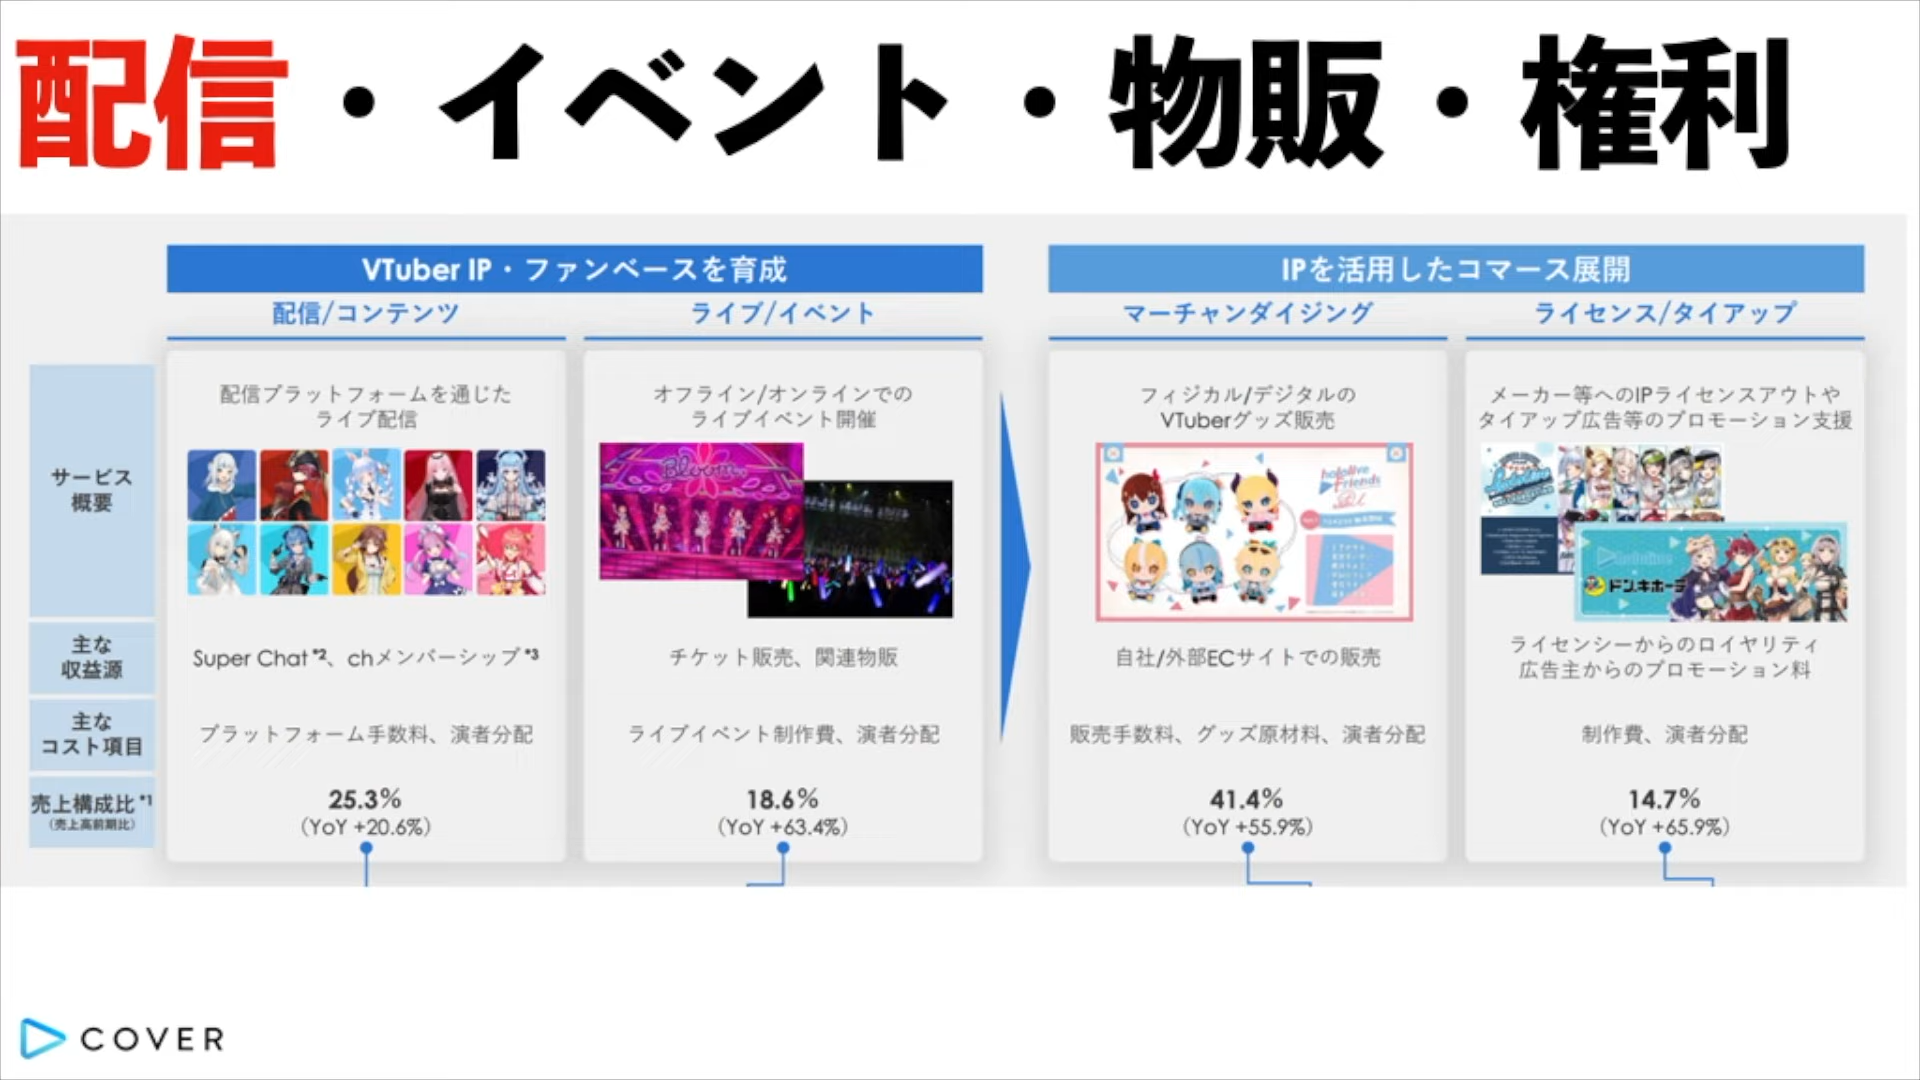 配信・イベント・物販・権利
VTuber IP・ファンベースを育成
IPを活用したコマース展開
配信/コンテンツ
ライブ/イベント
マーチャンダイジング
ライセンス/タイアップ
サービス
概要
配信プラットフォームを通じた
ライブ配信
オフライン/オンラインでの
ライブイベント開催
フィジカル/デジタルの
VTuberグッズ販売
メーカー等へのIPライセンスアウトや
タイアップ広告等のプロモーション支援
Bloom,
hololive
Friends
ドンキホーテ
主な
収益源
Super Chat *2、chメンバーシップ *3
チケット販売、関連物販
自社/外部ECサイトでの販売
ライセンシーからのロイヤリティ
広告主からのプロモーション料
主な
コスト項目
プラットフォーム手数料、演者分配
ライブイベント制作費、演者分配
販売手数料、グッズ原材料、演者分配
制作費、演者分配
売上構成比 *1
(売上高前期比)
25.3%
(YoY +20.6%)
18.6%
(YoY +63.4%)
41.4%
(YoY +55.9%)
14.7%
(YoY +65.9%)
COVER